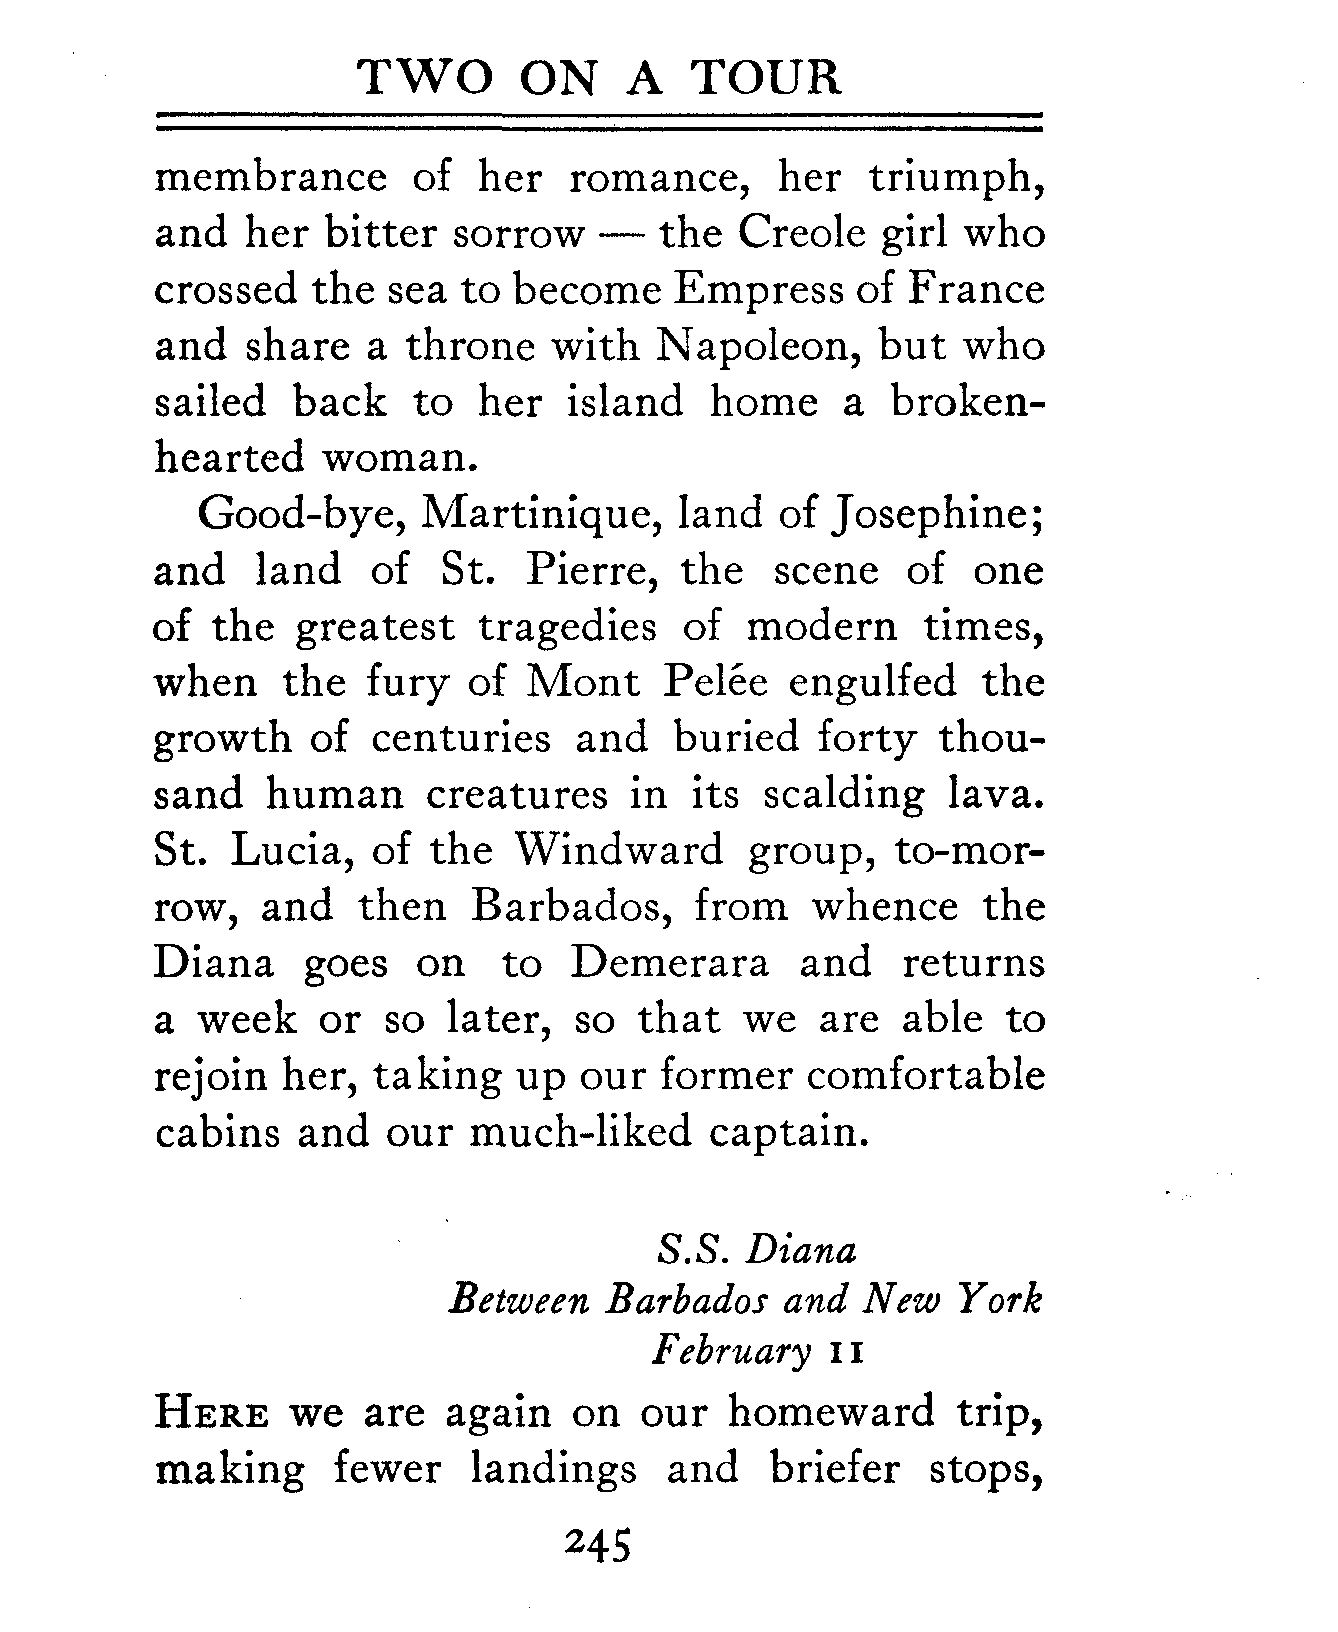 TWO ON A TOUR
membrance of her romance, her triumph,
and her bitter sorrow — the Creole girl who
crossed the sea to become Empress of France
and share a throne with Napoleon, but who
sailed back to her island home a broken-
hearted woman.
Good-bye, Martinique, land of Josephine;
and land of St. Pierre, the scene of one
of the greatest tragedies of modern times,
when the fury of Mont Pelée engulfed the
growth of centuries and buried forty thou-
sand human creatures in its scalding lava.
St. Lucia, of the Windward group, to-mor-
row, and then Barbados, from whence the
Diana goes on to Demerara and returns
a week or so later, so that we are able to
rejoin her, taking up our former comfortable
cabins and our much-liked captain.
S.S. Diana
Between Barbados and New York
February 11
HERE we are again on our homeward trip,
making fewer landings and briefer stops,
245